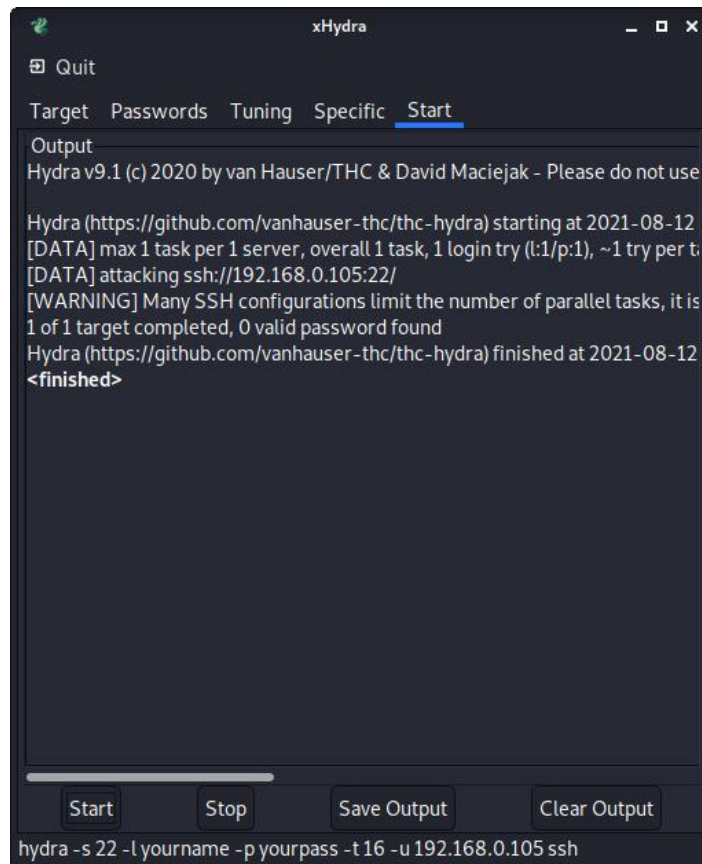 xHydra
Quit
Target Passwords Tuning Specific Start
Output
Hydra v9.1 (c) 2020 by van Hauser/THC & David Maciejak - Please do not use
Hydra (https://github.com/vanhauser-thc/thc-hydra) starting at 2021-08-12
[DATA] max 1 task per 1 server, overall 1 task, 1 login try (l:1/p:1), ~1 try per ta
[DATA] attacking ssh://192.168.0.105:22/
[WARNING] Many SSH configurations limit the number of parallel tasks, it is
1 of 1 target completed, 0 valid password found
Hydra (https://github.com/vanhauser-thc/thc-hydra) finished at 2021-08-12
<finished>
Start Stop Save Output Clear Output
hydra -s 22 -l yourname -p yourpass -t 16 -u 192.168.0.105 ssh